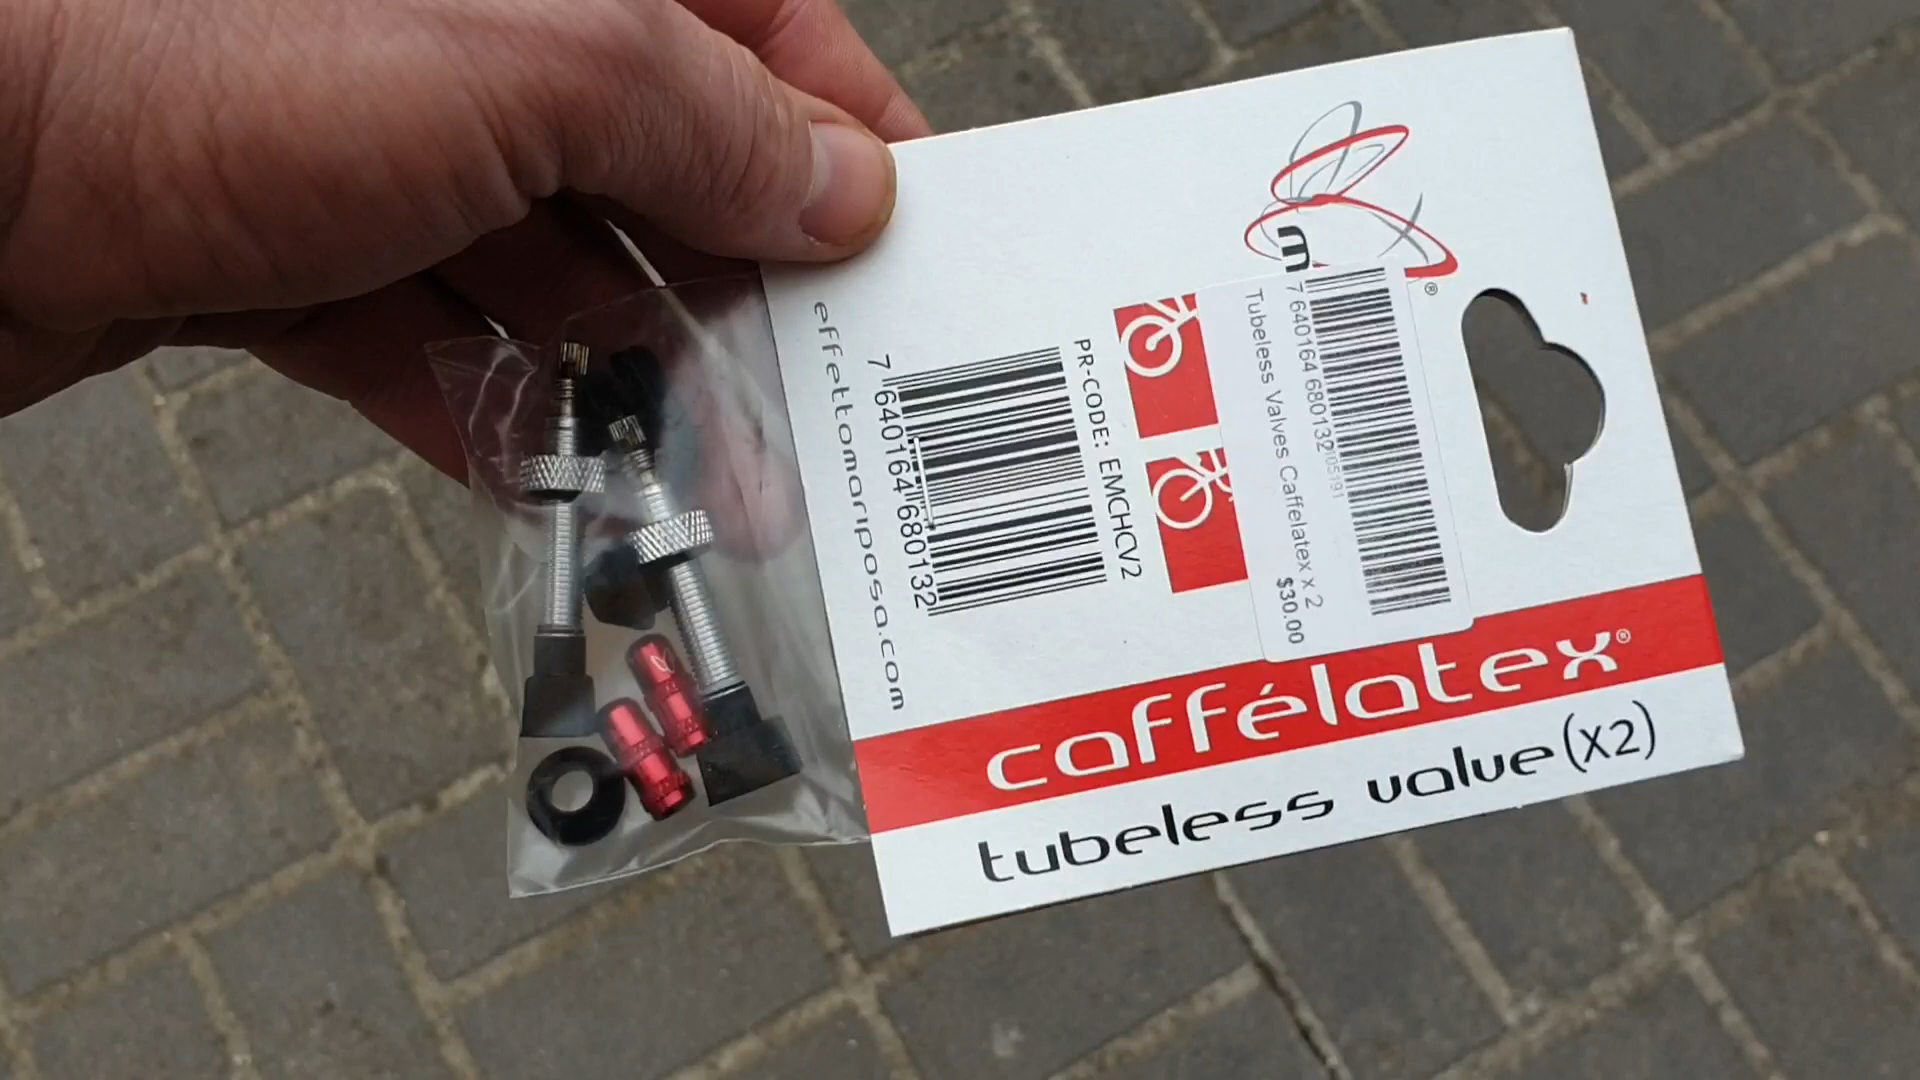 m
®
7 640164 680132
105191
Tubeless Valves Caffelatex x 2
$30.00
PR-CODE: EMCHCV2
7 640164 680132
effettomariposa.com
caffélatex®
tubeless valve (X2)